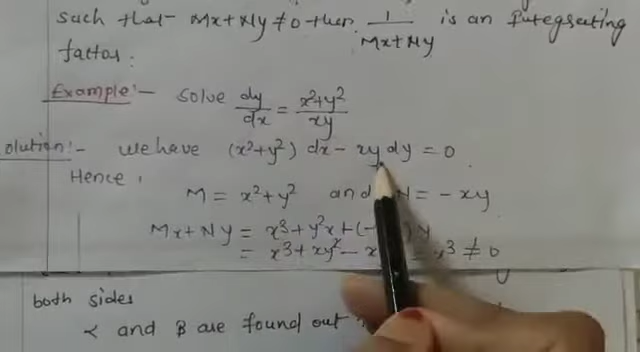 such that Mx+Ny≠0 then 1/(Mx+Ny) is an Integrating
factor.
Example:- Solve dy/dx = (x²+y²)/xy
olution:- we have (x²+y²) dx - xy dy = 0
Hence,
M = x²+y² and N = -xy
Mx+Ny = x³+y²x+(- )y
= x³+xy²-x ³ ≠ 0
both sides
α and β are found out